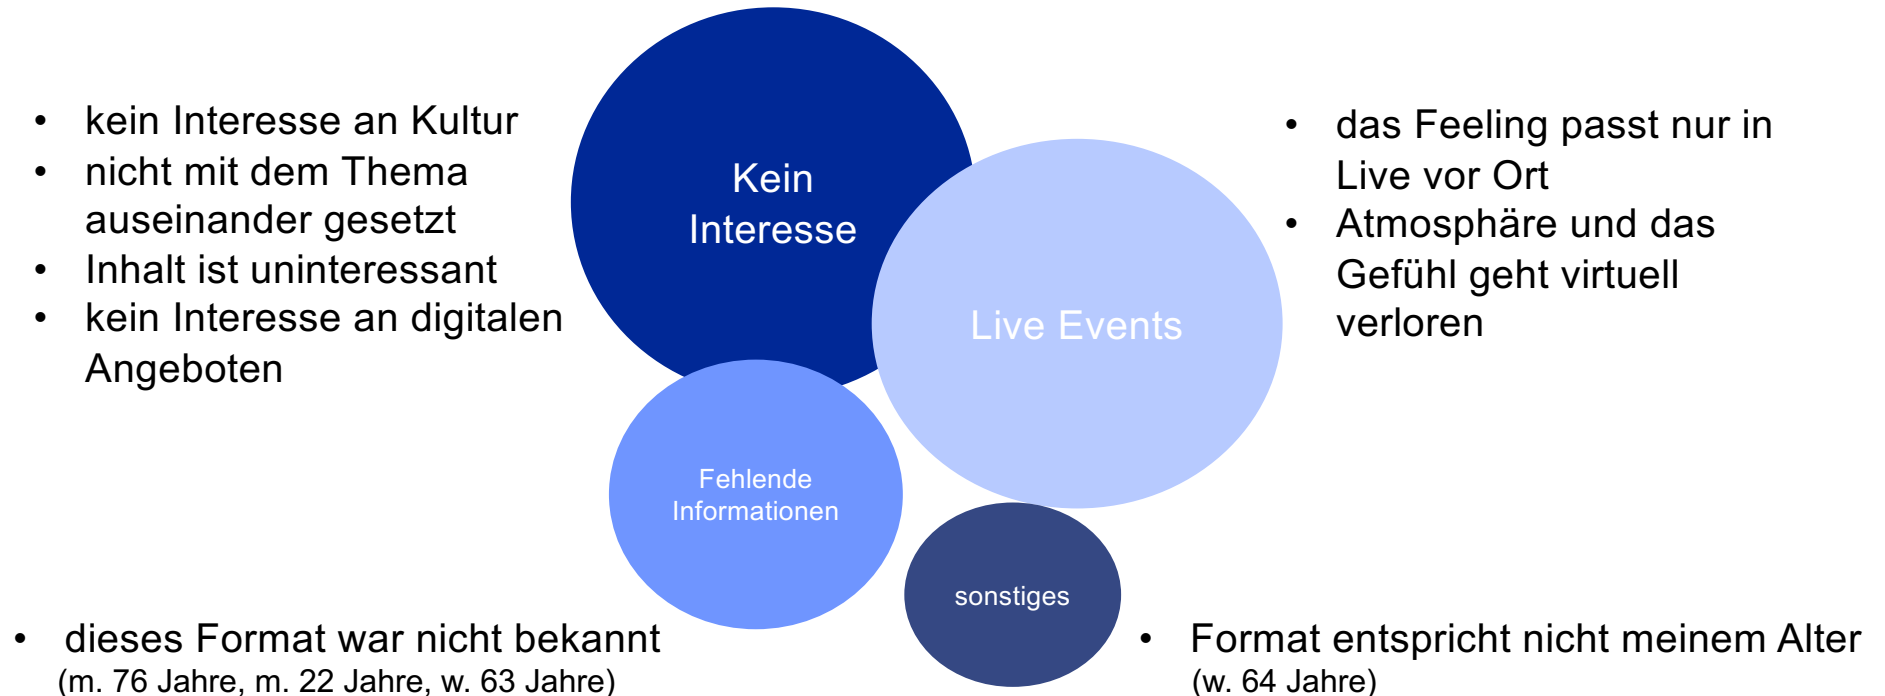 • kein Interesse an Kultur
• nicht mit dem Thema
auseinander gesetzt
• Inhalt ist uninteressant
• kein Interesse an digitalen
Angeboten
Kein
Interesse
Live Events
• das Feeling passt nur in
Live vor Ort
• Atmosphäre und das
Gefühl geht virtuell
verloren
Fehlende
Informationen
sonstiges
• dieses Format war nicht bekannt
(m. 76 Jahre, m. 22 Jahre, w. 63 Jahre)
• Format entspricht nicht meinem Alter
(w. 64 Jahre)